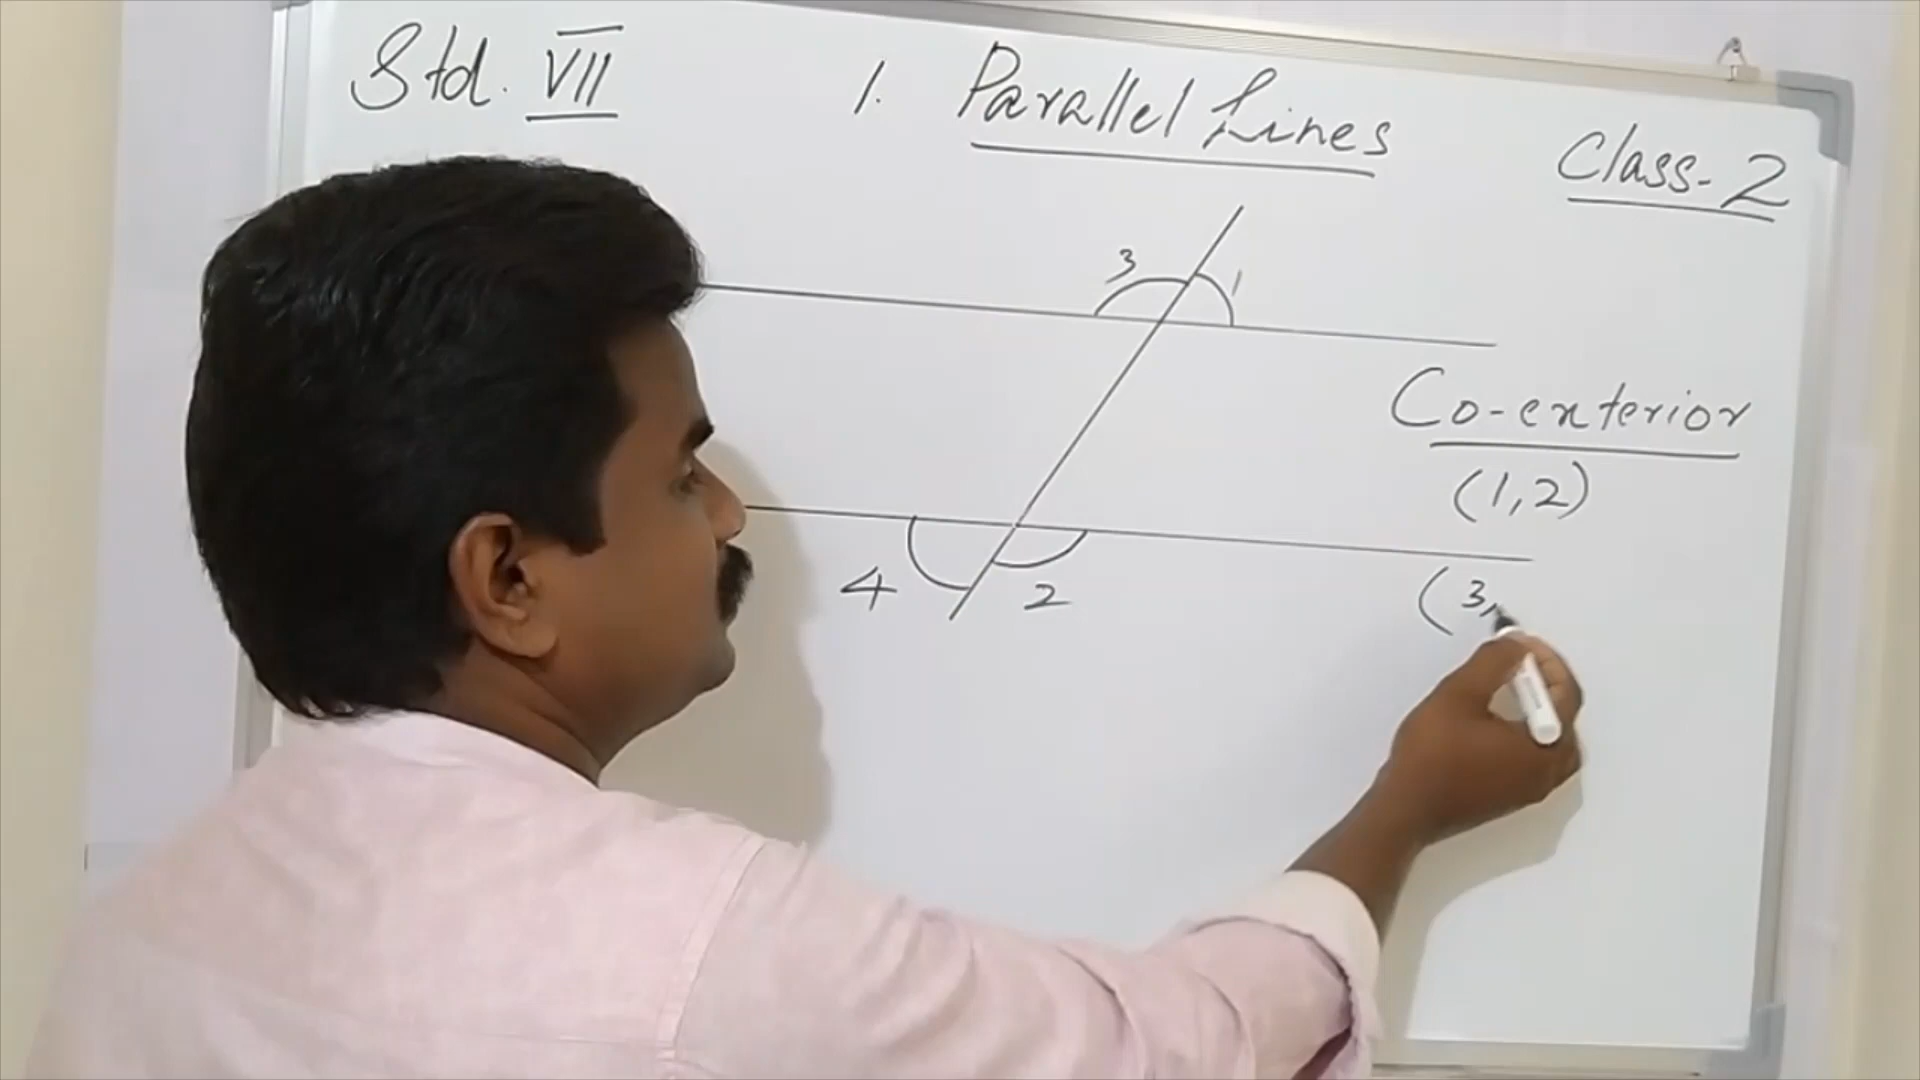 Std. VII
1. Parallel Lines
Class-2
3 1
Co-exterior
(1,2)
4 2
(3,